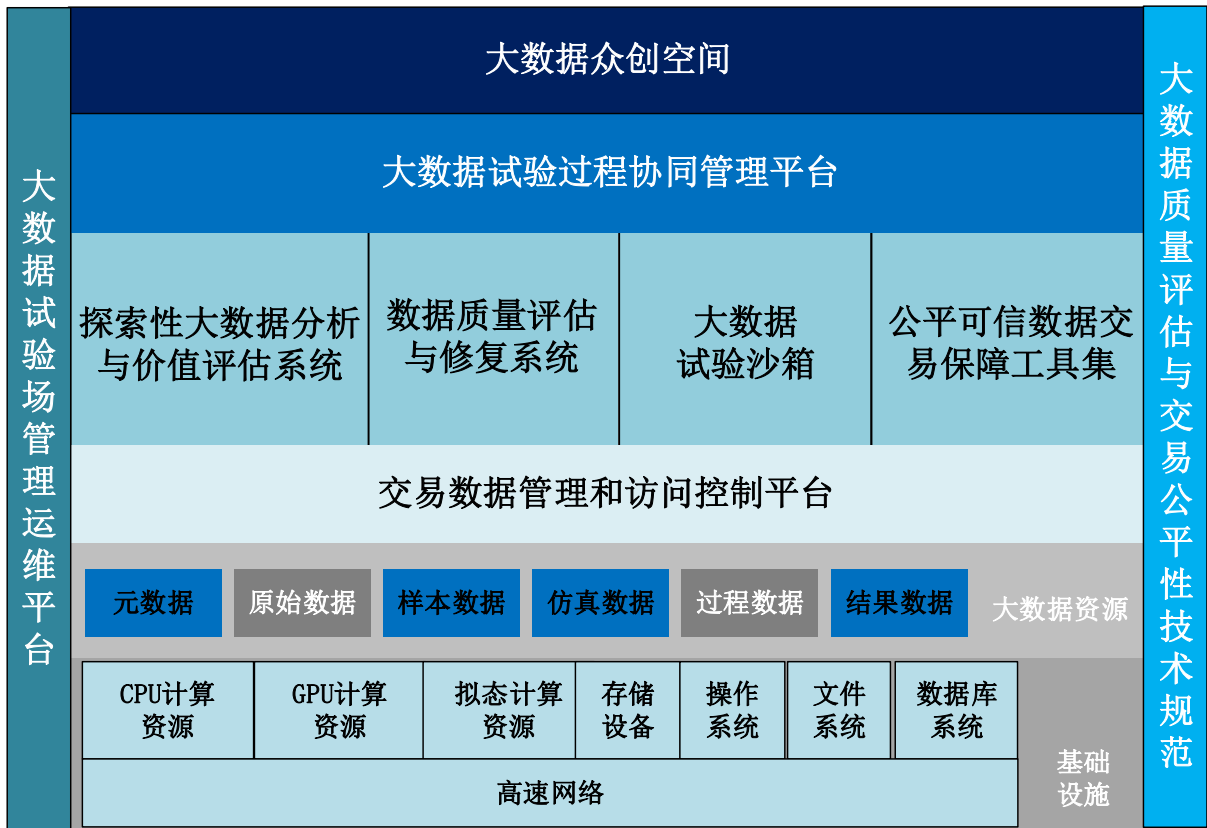 大数据众创空间
大数据试验过程协同管理平台
大数据试验场管理运维平台
大数据质量评估与交易公平性技术规范
探索性大数据分析
与价值评估系统
数据质量评估
与修复系统
大数据
试验沙箱
公平可信数据交
易保障工具集
交易数据管理和访问控制平台
元数据
原始数据
样本数据
仿真数据
过程数据
结果数据
大数据资源
CPU计算
资源
GPU计算
资源
拟态计算
资源
存储
设备
操作
系统
文件
系统
数据库
系统
高速网络
基础
设施